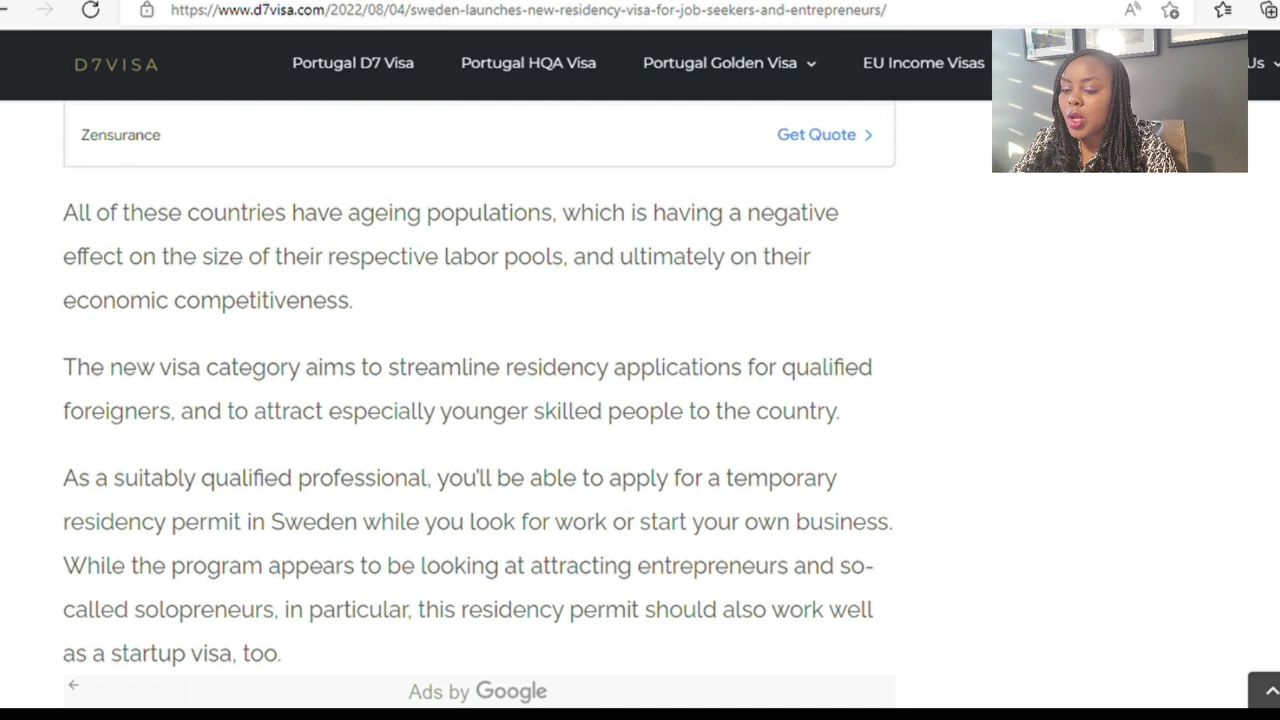 https://www.d7visa.com/2022/08/04/sweden-launches-new-residency-visa-for-job-seekers-and-entrepreneurs/
D7VISA Portugal D7 Visa Portugal HQA Visa Portugal Golden Visa EU Income Visas Us
Zensurance Get Quote
All of these countries have ageing populations, which is having a negative
effect on the size of their respective labor pools, and ultimately on their
economic competitiveness.
The new visa category aims to streamline residency applications for qualified
foreigners, and to attract especially younger skilled people to the country.
As a suitably qualified professional, you'll be able to apply for a temporary
residency permit in Sweden while you look for work or start your own business.
While the program appears to be looking at attracting entrepreneurs and so-
called solopreneurs, in particular, this residency permit should also work well
as a startup visa, too.
Ads by Google